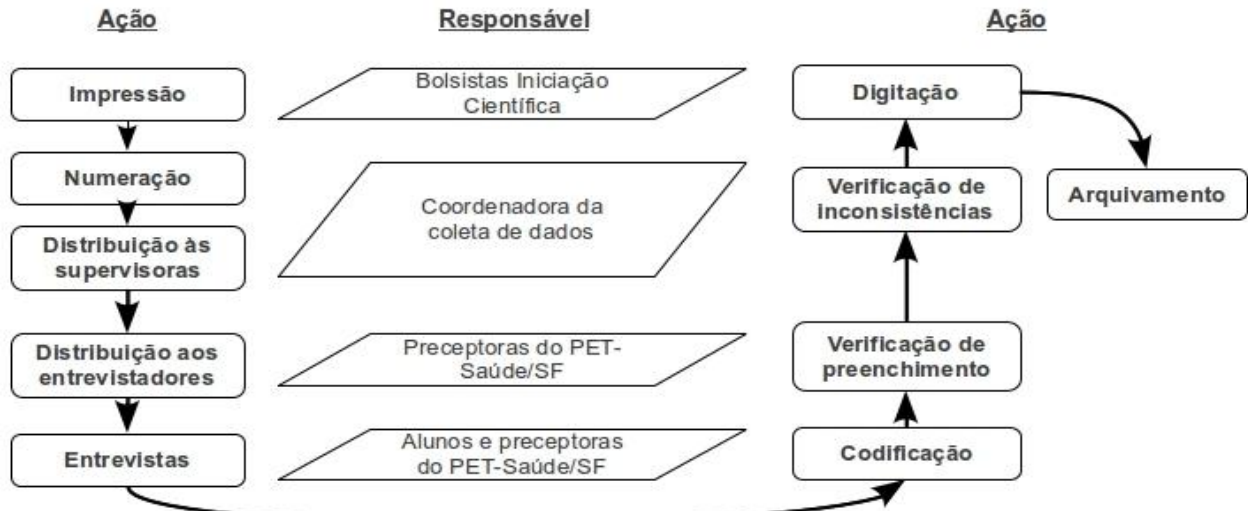 Ação
Responsável
Ação
Impressão
Bolsistas Iniciação
Científica
Digitação
Numeração
Coordenadora da
coleta de dados
Verificação de
inconsistências
Arquivamento
Distribuição às
supervisoras
Distribuição aos
entrevistadores
Preceptoras do PET-
Saúde/SF
Verificação de
preenchimento
Entrevistas
Alunos e preceptoras
do PET-Saúde/SF
Codificação